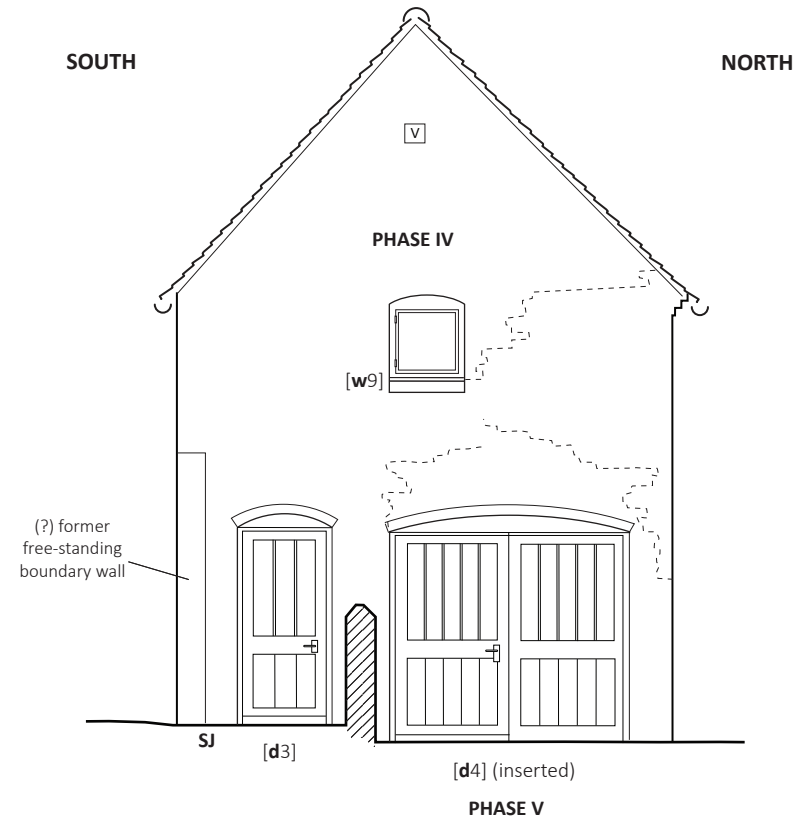 SOUTH
NORTH
V
PHASE IV
[w9]
(?) former
free-standing
boundary wall
SJ
[d3]
[d4] (inserted)
PHASE V